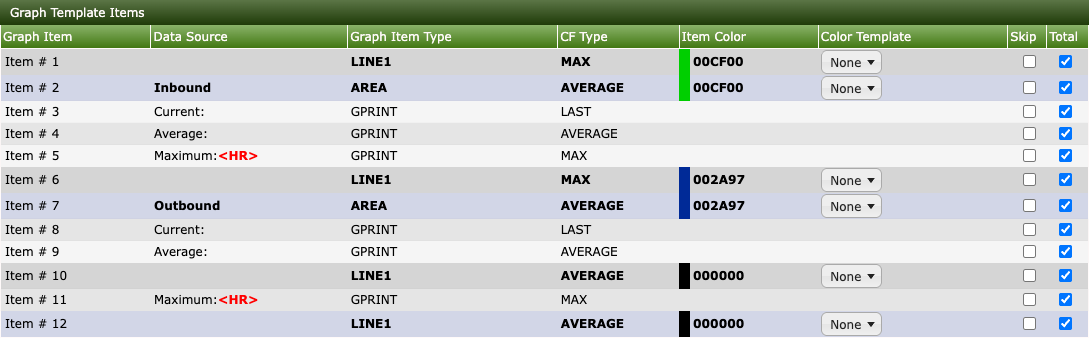 Graph Template Items
Graph Item Data Source Graph Item Type CF Type Item Color Color Template Skip Total
Item # 1 LINE1 MAX 00CF00 None
Item # 2 Inbound AREA AVERAGE 00CF00 None
Item # 3 Current: GPRINT LAST
Item # 4 Average: GPRINT AVERAGE
Item # 5 Maximum:<HR> GPRINT MAX
Item # 6 LINE1 MAX 002A97 None
Item # 7 Outbound AREA AVERAGE 002A97 None
Item # 8 Current: GPRINT LAST
Item # 9 Average: GPRINT AVERAGE
Item # 10 LINE1 AVERAGE 000000 None
Item # 11 Maximum:<HR> GPRINT MAX
Item # 12 LINE1 AVERAGE 000000 None